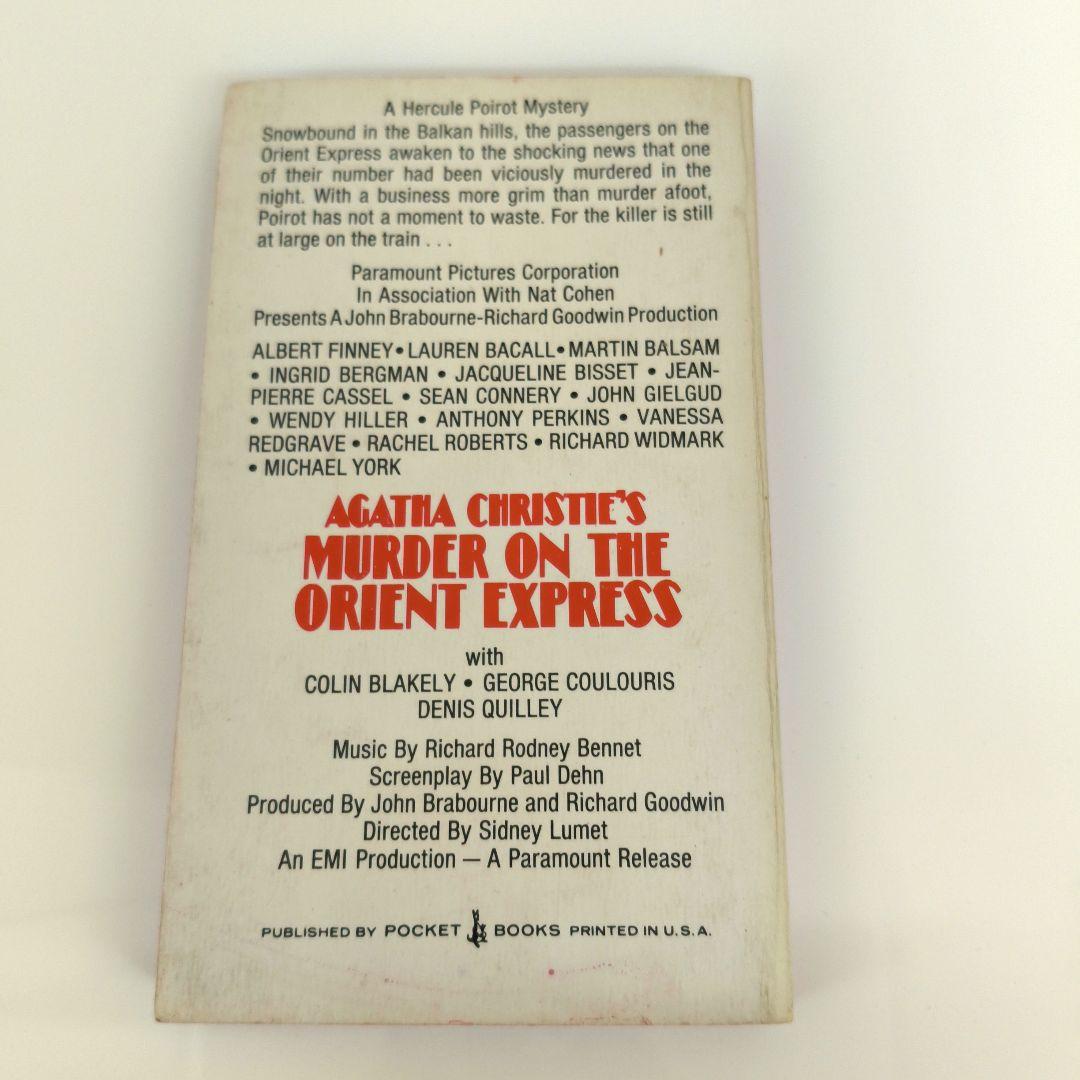 A Hercule Poirot Mystery
Snowbound in the Balkan hills, the passengers on the
Orient Express awaken to the shocking news that one
of their number had been viciously murdered in the
night. With a business more grim than murder afoot,
Poirot has not a moment to waste. For the killer is still
at large on the train . . .
Paramount Pictures Corporation
In Association With Nat Cohen
Presents A John Brabourne-Richard Goodwin Production
ALBERT FINNEY • LAUREN BACALL • MARTIN BALSAM
• INGRID BERGMAN • JACQUELINE BISSET • JEAN-
PIERRE CASSEL • SEAN CONNERY • JOHN GIELGUD
• WENDY HILLER • ANTHONY PERKINS • VANESSA
REDGRAVE • RACHEL ROBERTS • RICHARD WIDMARK
• MICHAEL YORK
AGATHA CHRISTIE'S
MURDER ON THE
ORIENT EXPRESS
with
COLIN BLAKELY • GEORGE COULOURIS
DENIS QUILLEY
Music By Richard Rodney Bennet
Screenplay By Paul Dehn
Produced By John Brabourne and Richard Goodwin
Directed By Sidney Lumet
An EMI Production — A Paramount Release
PUBLISHED BY POCKET BOOKS PRINTED IN U.S.A.